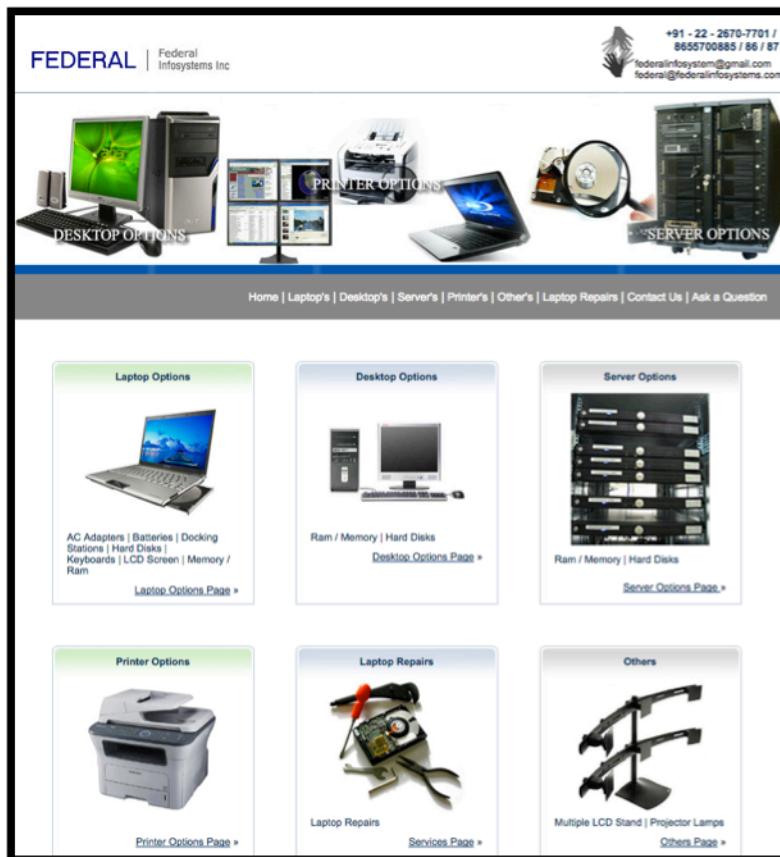 FEDERAL
Federal
Infosystems Inc
+91 - 22 - 2670-7701 /
8655700885 / 86 / 87
federalinfosystem@gmail.com
federal@federalinfosystems.com
DESKTOP OPTIONS
PRINTER OPTIONS
SERVER OPTIONS
Home | Laptop's | Desktop's | Server's | Printer's | Other's | Laptop Repairs | Contact Us | Ask a Question
Laptop Options
AC Adapters | Batteries | Docking
Stations | Hard Disks |
Keyboards | LCD Screen | Memory /
Ram
Laptop Options Page »
Desktop Options
Ram / Memory | Hard Disks
Desktop Options Page »
Server Options
Ram / Memory | Hard Disks
Server Options Page »
Printer Options
Printer Options Page »
Laptop Repairs
Laptop Repairs
Services Page »
Others
Multiple LCD Stand | Projector Lamps
Others Page »